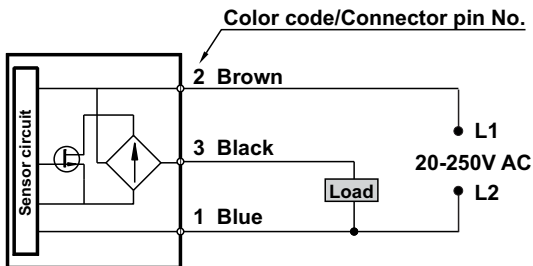 Color code/Connector pin No.
2 Brown
L1
3 Black
20-250V AC
Load
L2
1 Blue
Sensor circuit